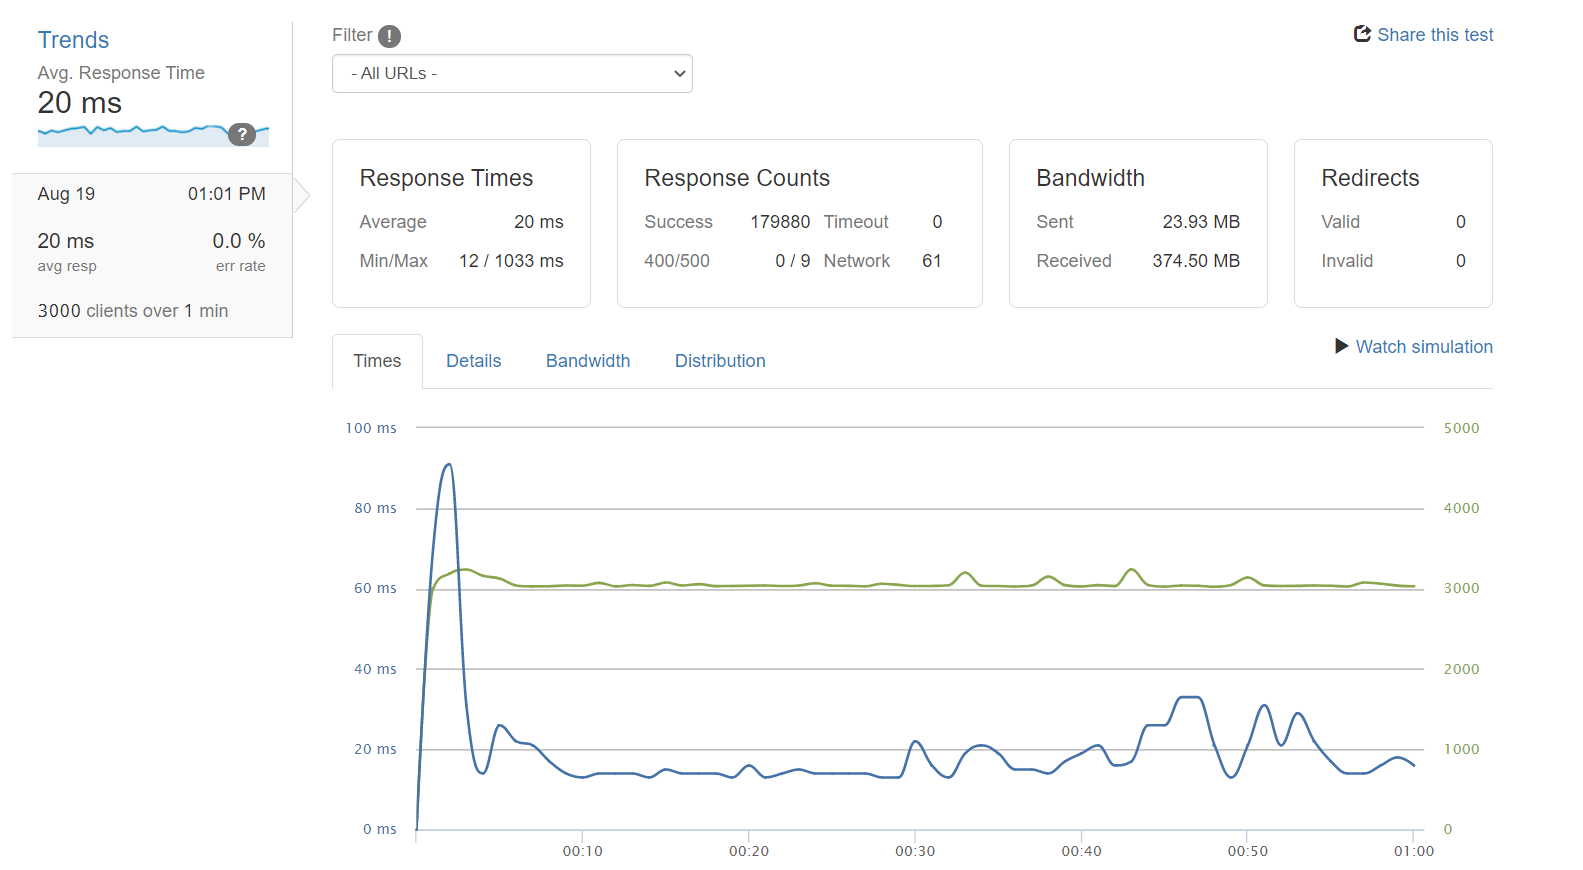 Trends
Avg. Response Time
20 ms
?
Aug 19 01:01 PM
20 ms 0.0 %
avg resp err rate
3000 clients over 1 min
Filter !
- All URLs -
Share this test
Response Times
Average 20 ms
Min/Max 12 / 1033 ms
Response Counts
Success 179880 Timeout 0
400/500 0 / 9 Network 61
Bandwidth
Sent 23.93 MB
Received 374.50 MB
Redirects
Valid 0
Invalid 0
Times Details Bandwidth Distribution
Watch simulation
100 ms 5000
80 ms 4000
60 ms 3000
40 ms 2000
20 ms 1000
0 ms 0
00:10 00:20 00:30 00:40 00:50 01:00